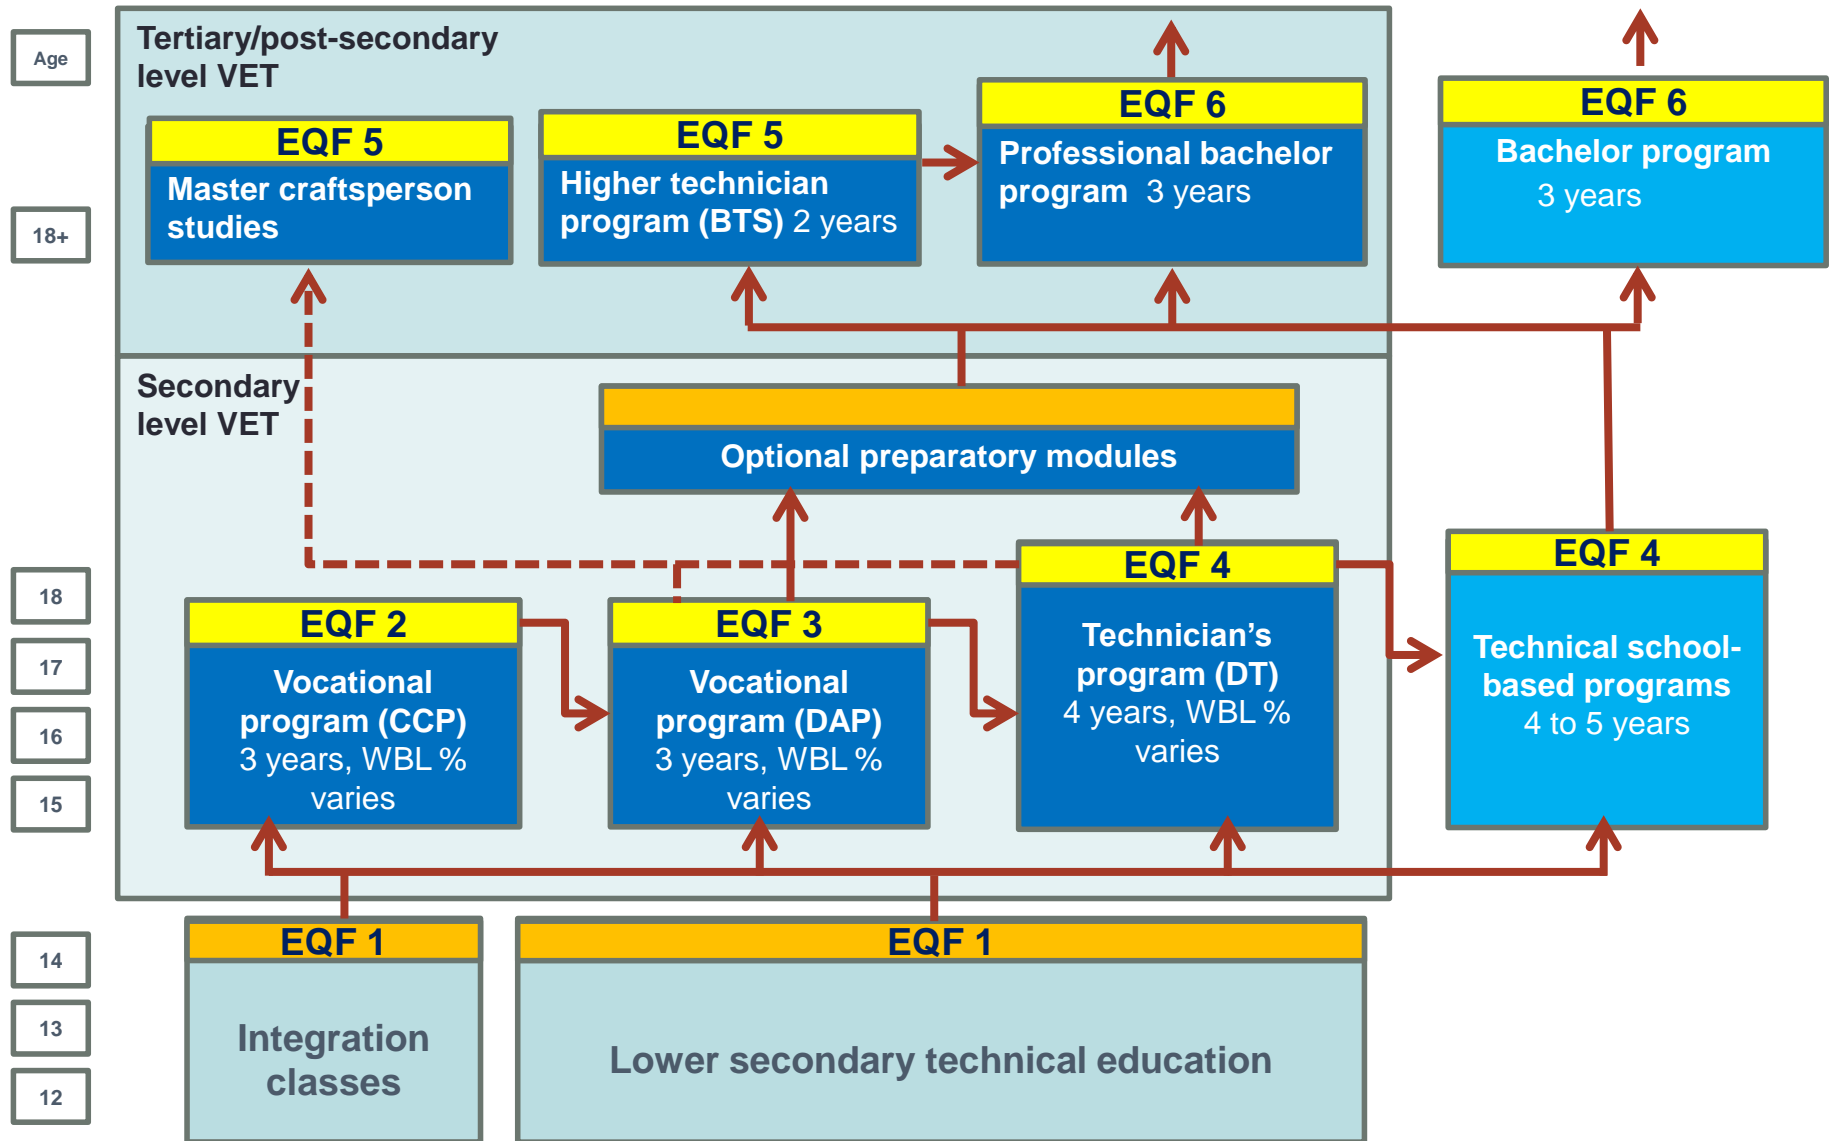 Age
Tertiary/post-secondary
level VET
EQF 5
Master craftsperson
studies
EQF 5
Higher technician
program (BTS) 2 years
EQF 6
Professional bachelor
program 3 years
EQF 6
Bachelor program
3 years
18+
Secondary
level VET
Optional preparatory modules
18
17
16
15
EQF 2
Vocational
program (CCP)
3 years, WBL %
varies
EQF 3
Vocational
program (DAP)
3 years, WBL %
varies
EQF 4
Technician’s
program (DT)
4 years, WBL %
varies
EQF 4
Technical school-
based programs
4 to 5 years
14
13
12
EQF 1
Integration
classes
EQF 1
Lower secondary technical education